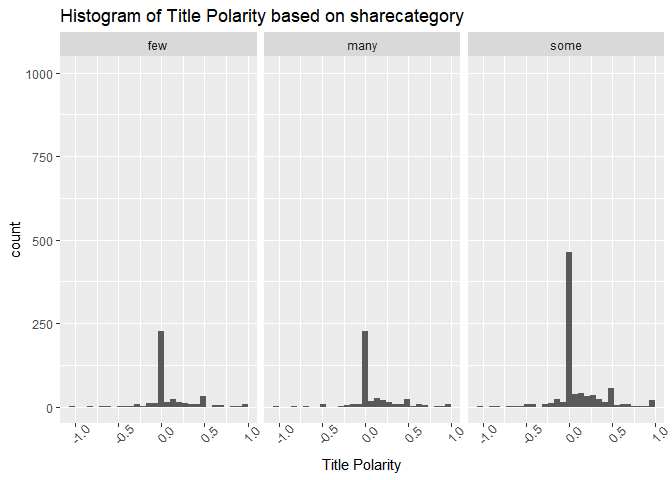 Histogram of Title Polarity based on sharecategory
few many some
1000
750
500
250
0
count
-1.0 -0.5 0.0 0.5 1.0 -1.0 -0.5 0.0 0.5 1.0 -1.0 -0.5 0.0 0.5 1.0
Title Polarity